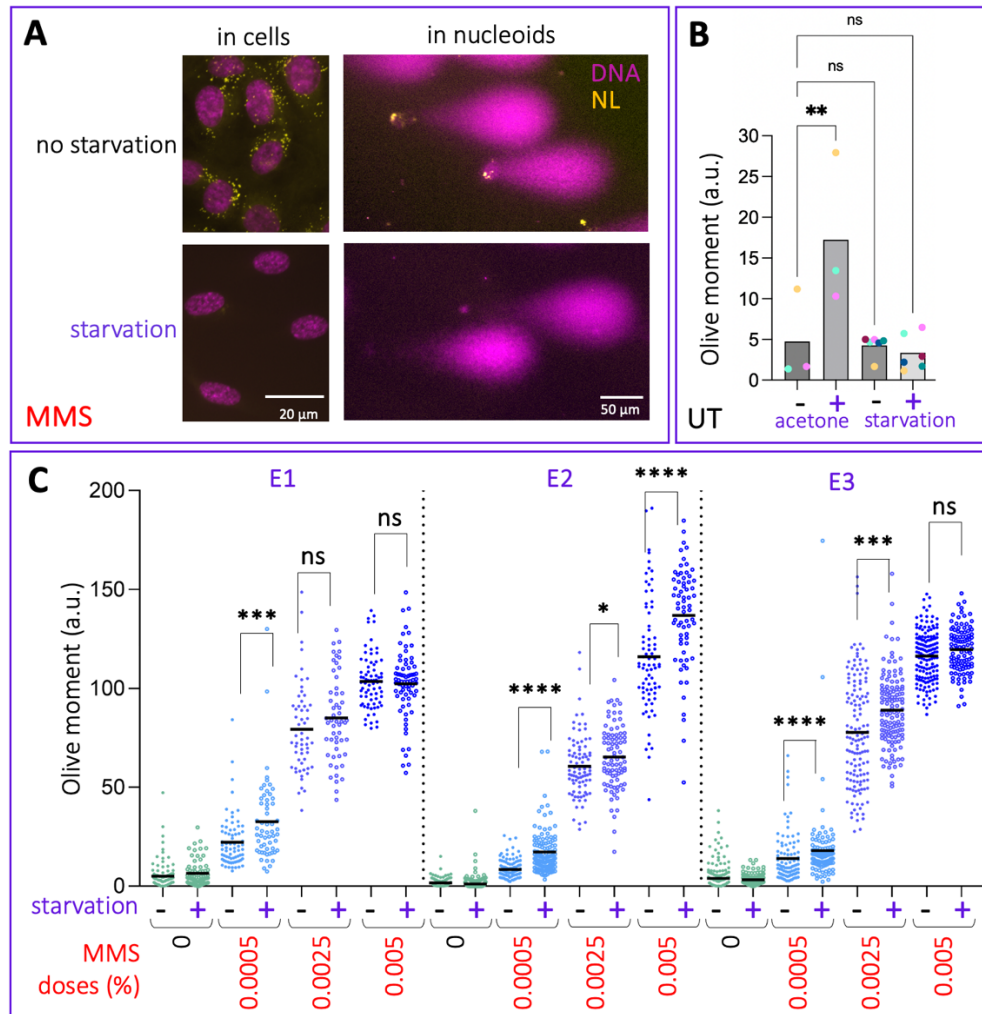 A
in cells
in nucleoids
DNA
NL
no starvation
starvation
20 µm
50 µm
MMS
B
ns
ns
**
Olive moment (a.u.)
30
25
20
15
10
5
0
- + - +
acetone starvation
UT
C
E1 E2 E3
Olive moment (a.u.)
200
150
100
50
0
*** ns ns
**** * ****
**** *** ns
starvation - + - + - + - + - + - + - + - + - + - + - + - +
MMS
doses (%)
0 0.0005 0.0025 0.005 0 0.0005 0.0025 0.005 0 0.0005 0.0025 0.005